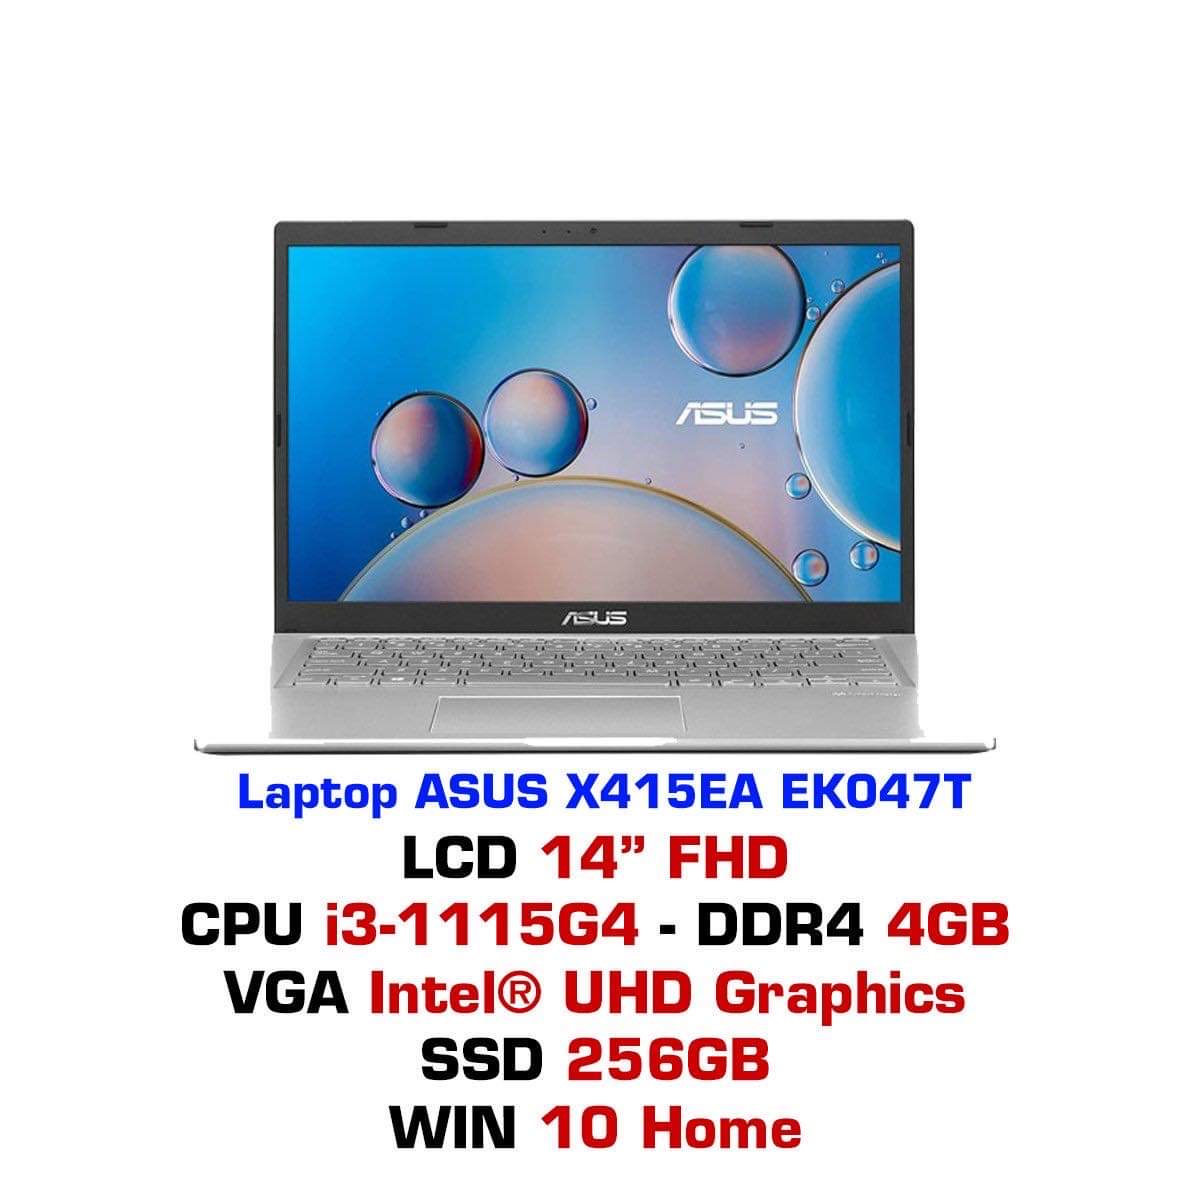 ASUS
ASUS
Laptop ASUS X415EA EK047T
LCD 14” FHD
CPU i3-1115G4 - DDR4 4GB
VGA Intel® UHD Graphics
SSD 256GB
WIN 10 Home